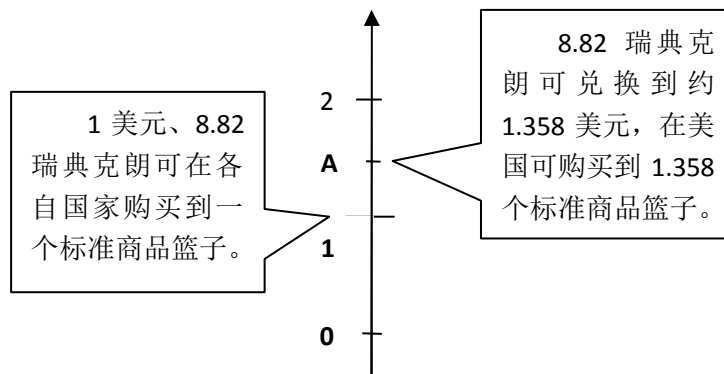 1 美元、8.82
瑞典克朗可在各
自国家购买到一
个标准商品篮子。
2
A
1
0
8.82 瑞典克
朗可兑换到约
1.358 美元，在美
国可购买到 1.358
个标准商品篮子。